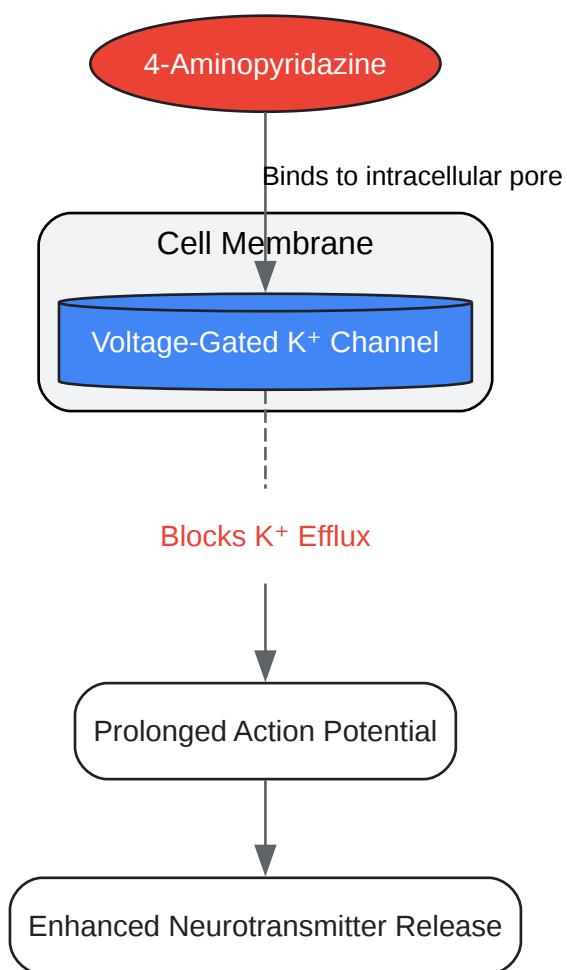 4-Aminopyridazine
Binds to intracellular pore
Cell Membrane
Voltage-Gated K⁺ Channel
Blocks K⁺ Efflux
Prolonged Action Potential
Enhanced Neurotransmitter Release